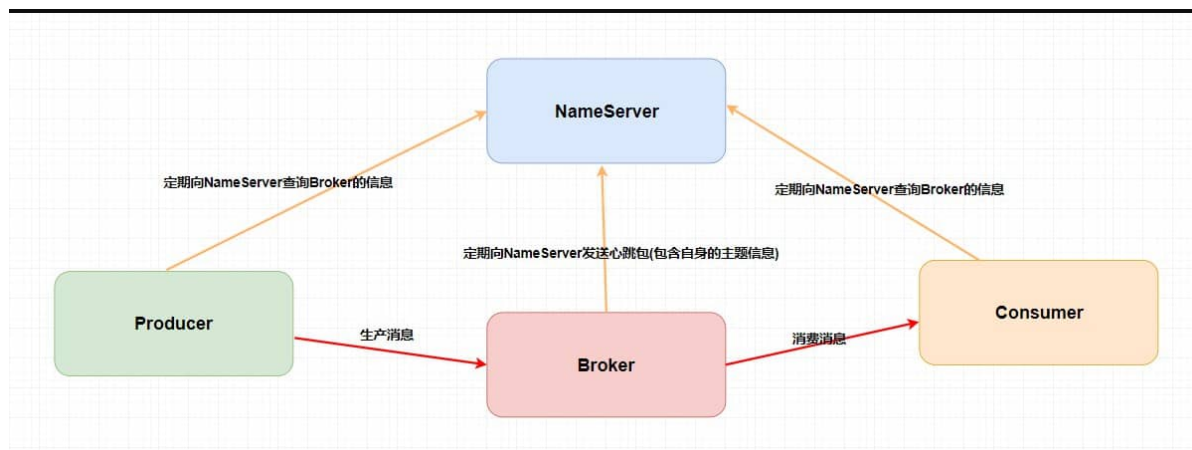 NameServer
定期向NameServer查询Broker的信息
定期向NameServer查询Broker的信息
定期向NameServer发送心跳包(包含自身的主题信息)
Producer
生产消息
Broker
消费消息
Consumer